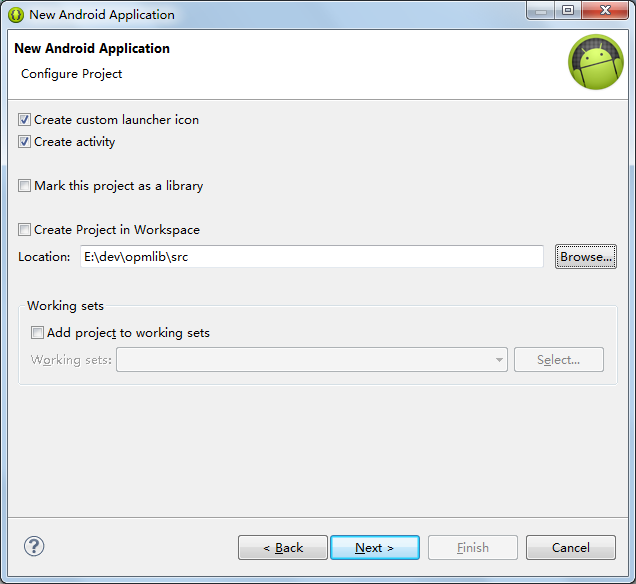 New Android Application
New Android Application
Configure Project
Create custom launcher icon
Create activity
Mark this project as a library
Create Project in Workspace
Location: E:\dev\opmlib\src Browse...
Working sets
Add project to working sets
Working sets: Select...
? < Back Next > Finish Cancel